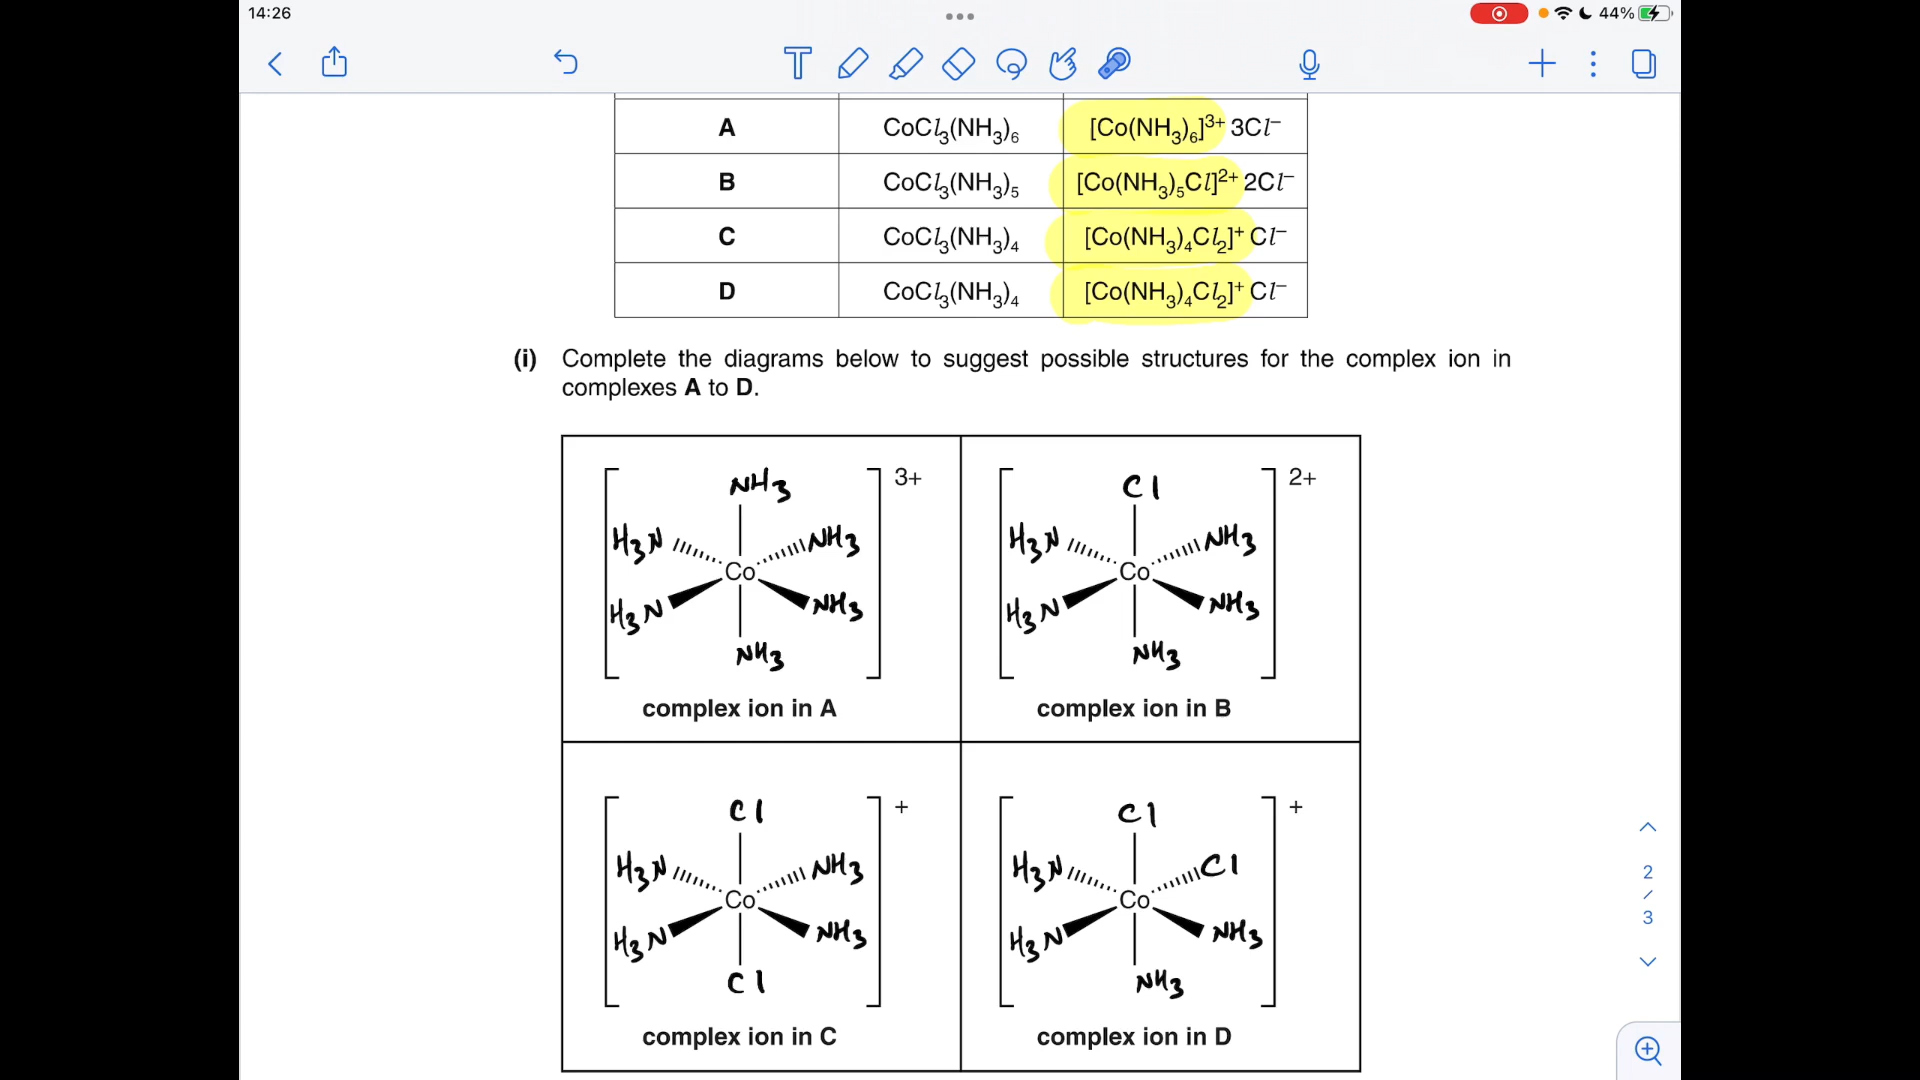 14:26
44%
A CoCl₃(NH₃)₆ [Co(NH₃)₆]³⁺ 3Cl⁻
B CoCl₃(NH₃)₅ [Co(NH₃)₅Cl]²⁺ 2Cl⁻
C CoCl₃(NH₃)₄ [Co(NH₃)₄Cl₂]⁺ Cl⁻
D CoCl₃(NH₃)₄ [Co(NH₃)₄Cl₂]⁺ Cl⁻
(i) Complete the diagrams below to suggest possible structures for the complex ion in
complexes A to D.
NH₃ 3+
H₃N NH₃
Co
H₃N NH₃
NH₃
complex ion in A
Cl 2+
H₃N NH₃
Co
H₃N NH₃
NH₃
complex ion in B
Cl +
H₃N NH₃
Co
H₃N NH₃
Cl
complex ion in C
Cl +
H₃N Cl
Co
H₃N NH₃
NH₃
complex ion in D
2
/
3